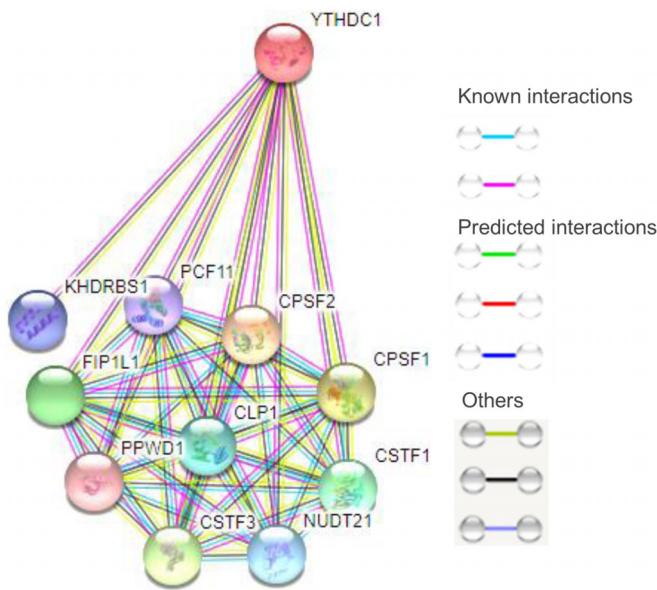 YTHDC1
Known interactions
Predicted interactions
PCF11
KHDRBS1
CPSF2
FIP1L1
CPSF1
Others
CLP1
PPWD1
CSTF1
CSTF3
NUDT21